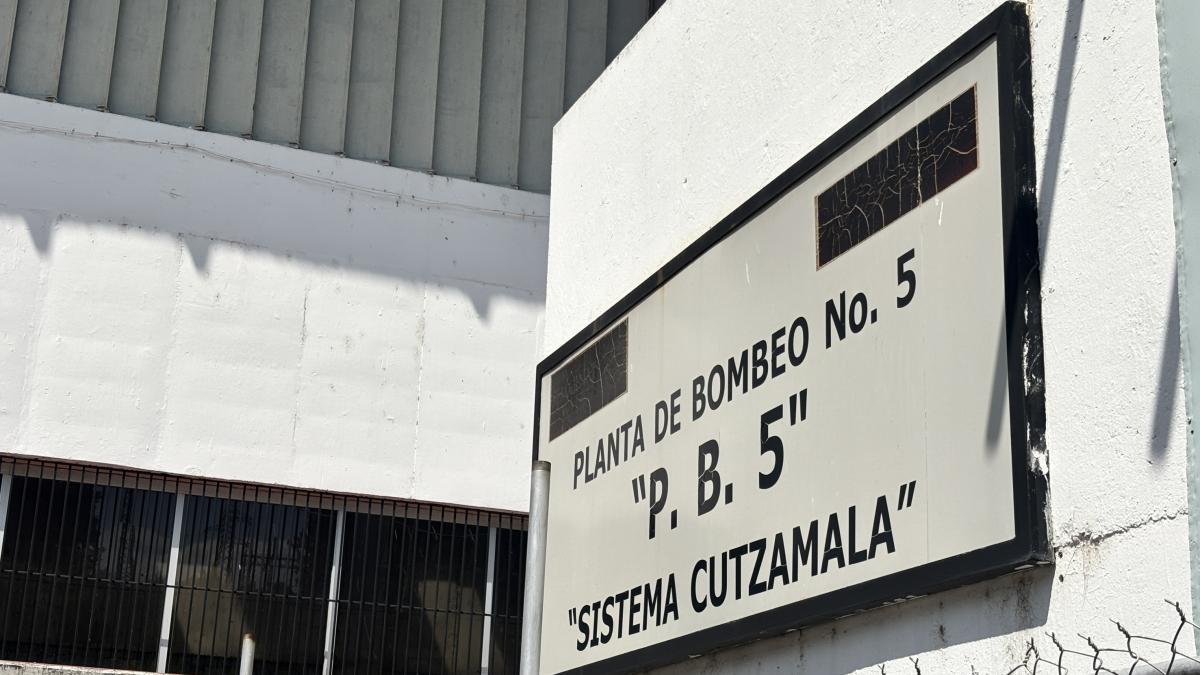 PLANTA DE BOMBEO No. 5
"P. B. 5"
"SISTEMA CUTZAMALA"